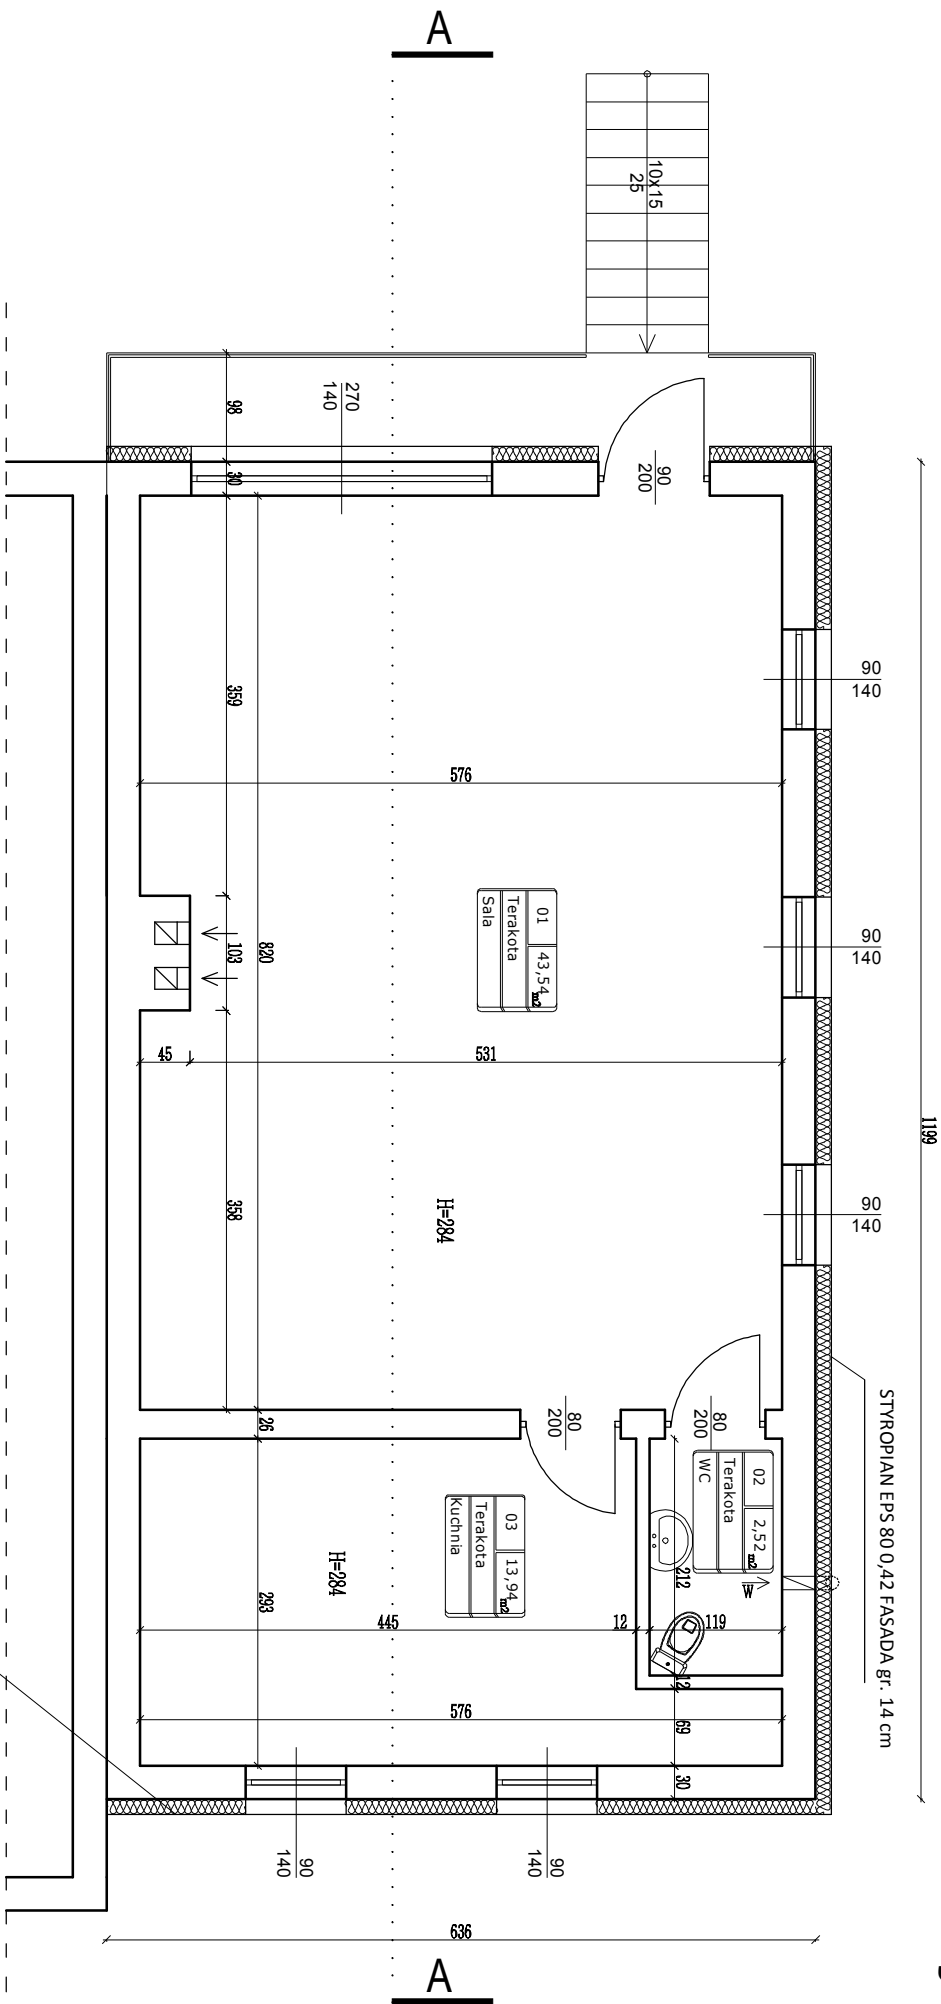 A
10x15
25
98
270
140
30
90
200
90
140
359
576
01 43,54 m2
Terakota
Sala
90
140
103
820
45
531
1199
358
H=284
90
140
STYROPIAN EPS 80 0,42 FASADA gr. 14 cm
26
80
200
80
200
02 2,52 m2
Terakota
WC
03 13,94 m2
Terakota
Kuchnia
H=284
293
212
W
445
12
119
12
576
69
30
90
140
90
140
636
A